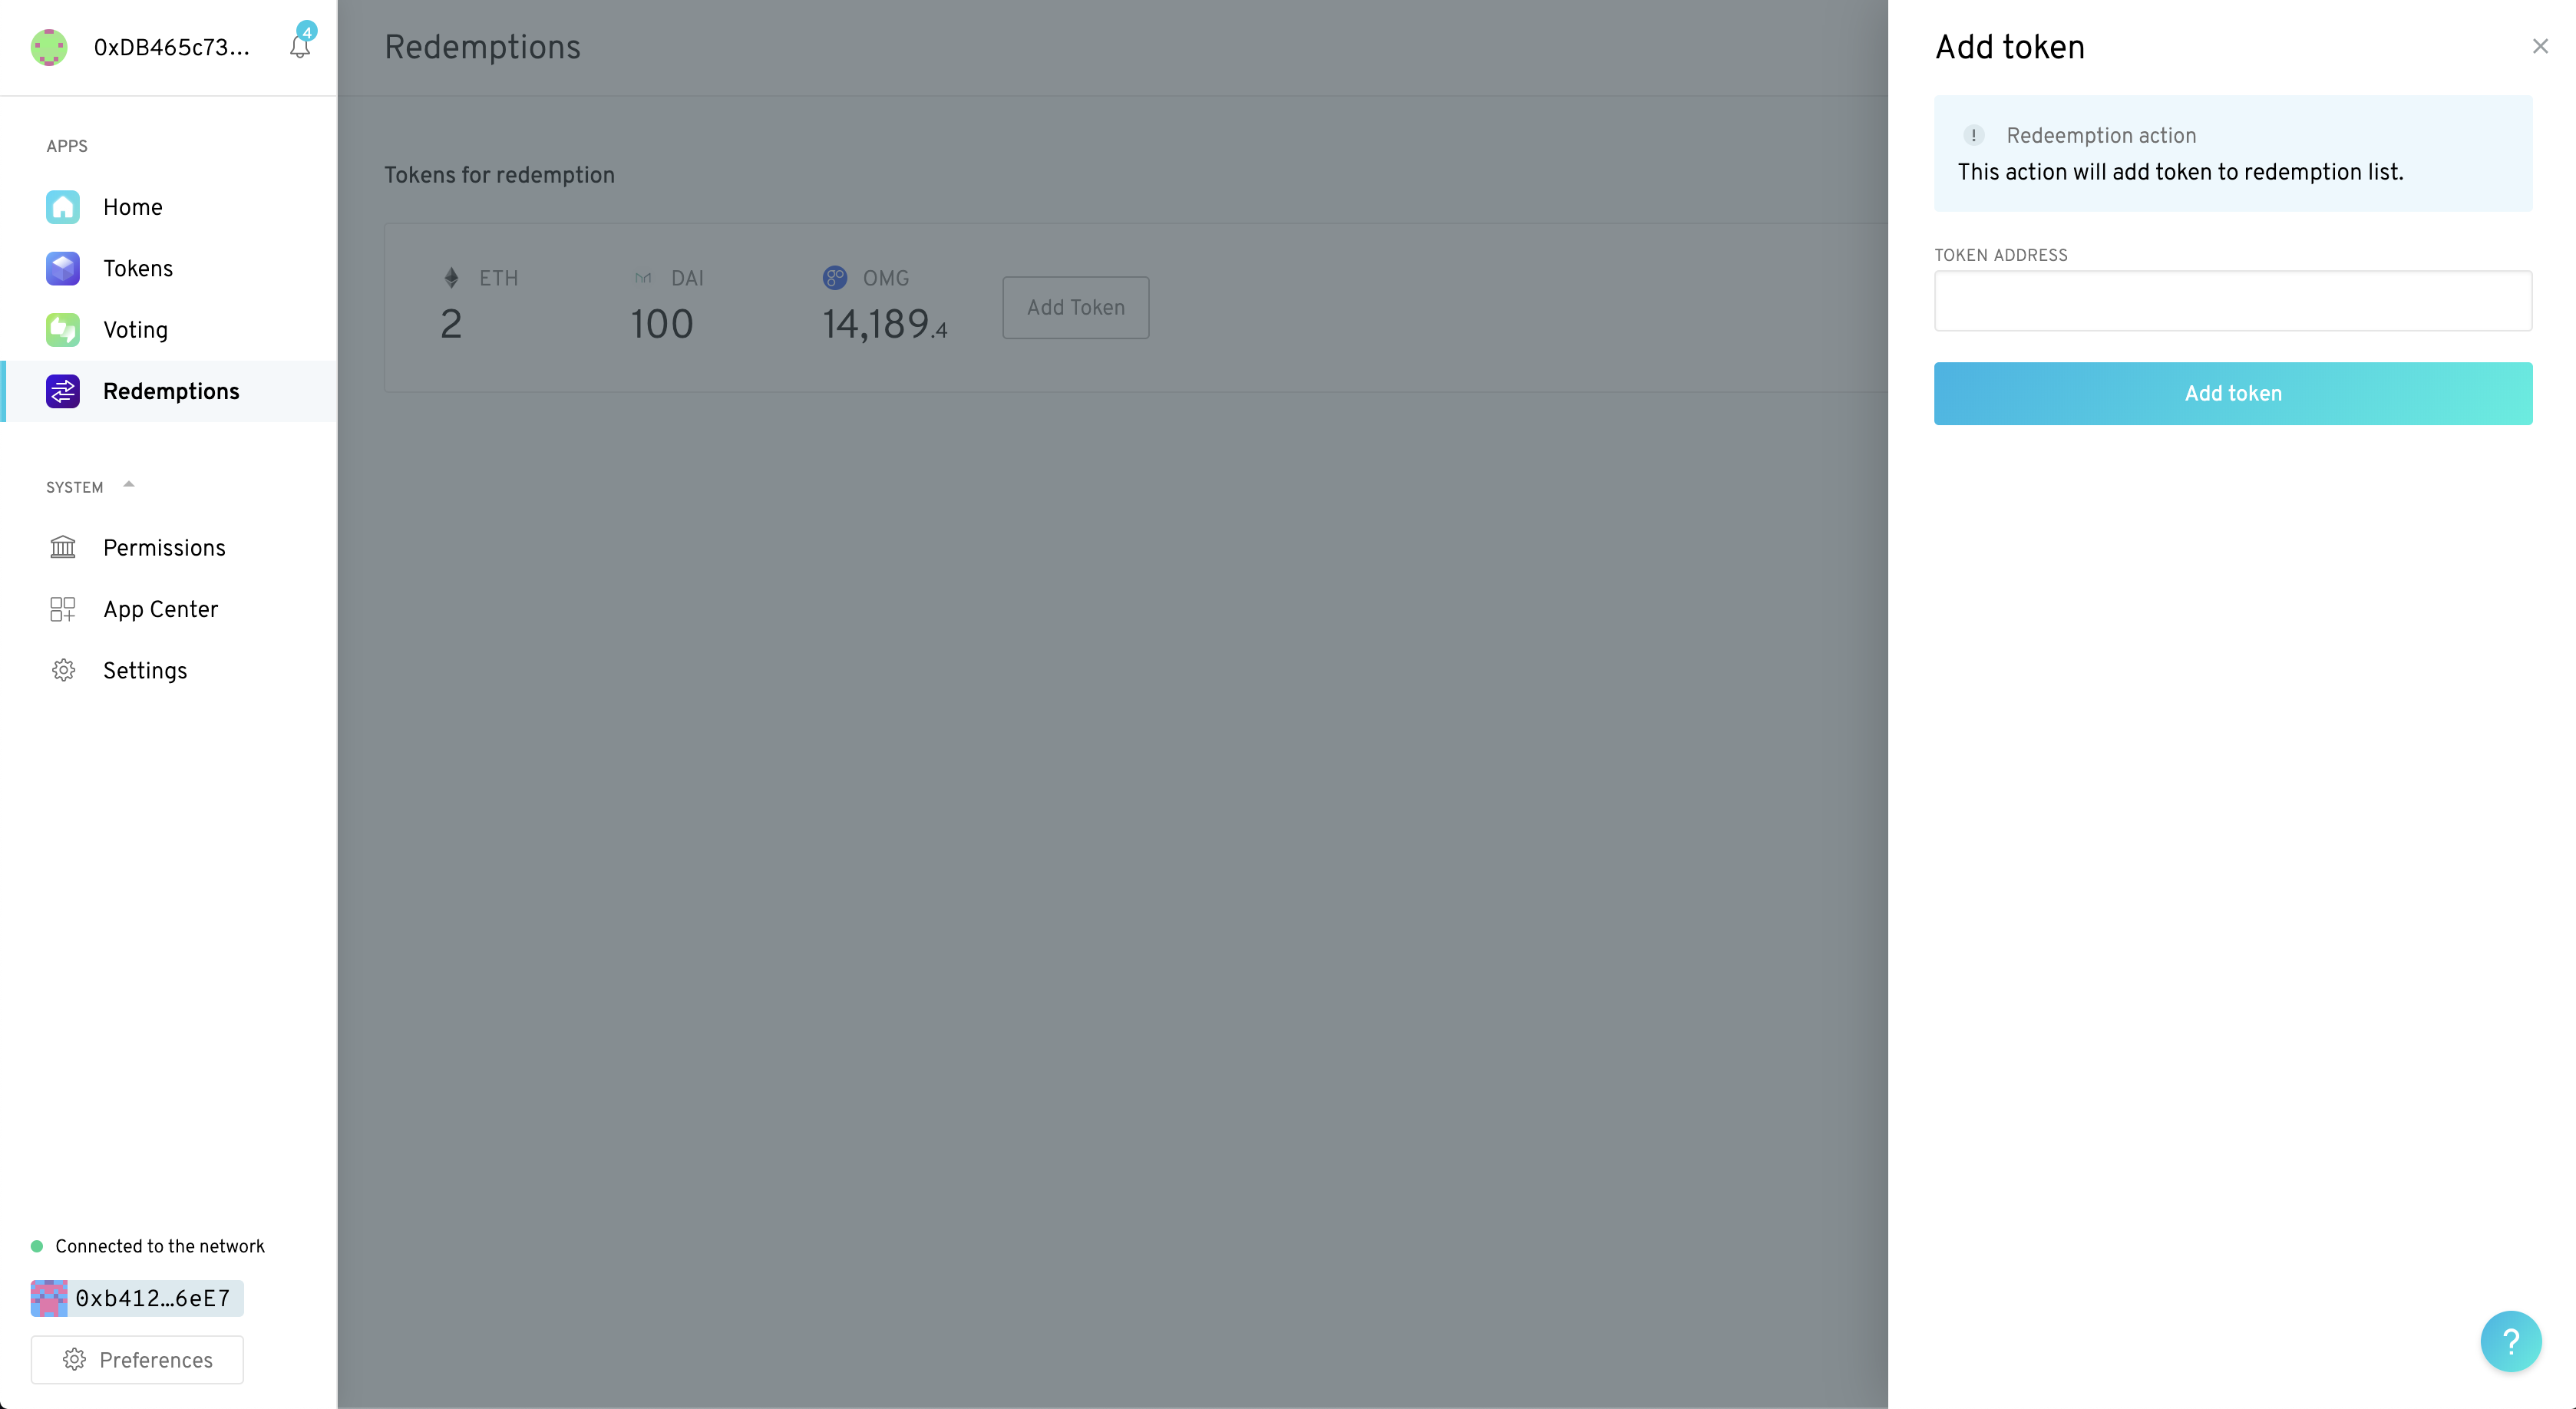 0xDB465c73...
4
APPS
Home
Tokens
Voting
Redemptions
SYSTEM
Permissions
App Center
Settings
Connected to the network
0xb412…6eE7
Preferences
Redemptions
Tokens for redemption
ETH
2
DAI
100
OMG
14,189.4
Add Token
Add token
! Redeemption action
This action will add token to redemption list.
TOKEN ADDRESS
Add token
?